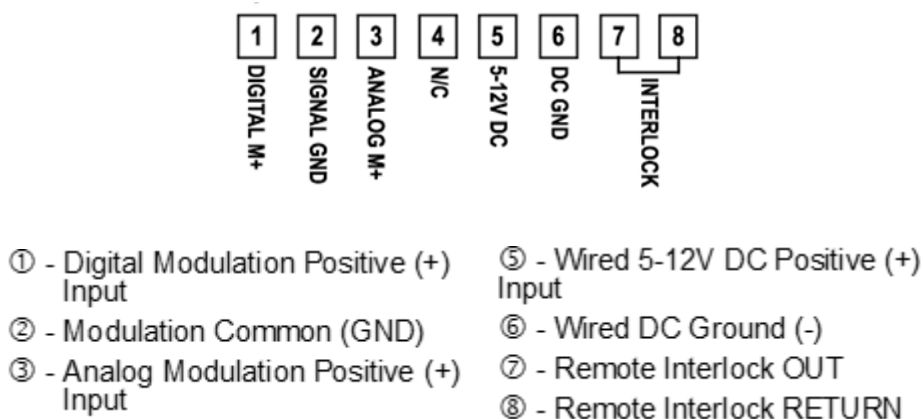 1 2 3 4 5 6 7 8
DIGITAL M+
SIGNAL GND
ANALOG M+
N/C
5-12V DC
DC GND
INTERLOCK
① - Digital Modulation Positive (+)
Input
② - Modulation Common (GND)
③ - Analog Modulation Positive (+)
Input
⑤ - Wired 5-12V DC Positive (+)
Input
⑥ - Wired DC Ground (-)
⑦ - Remote Interlock OUT
⑧ - Remote Interlock RETURN